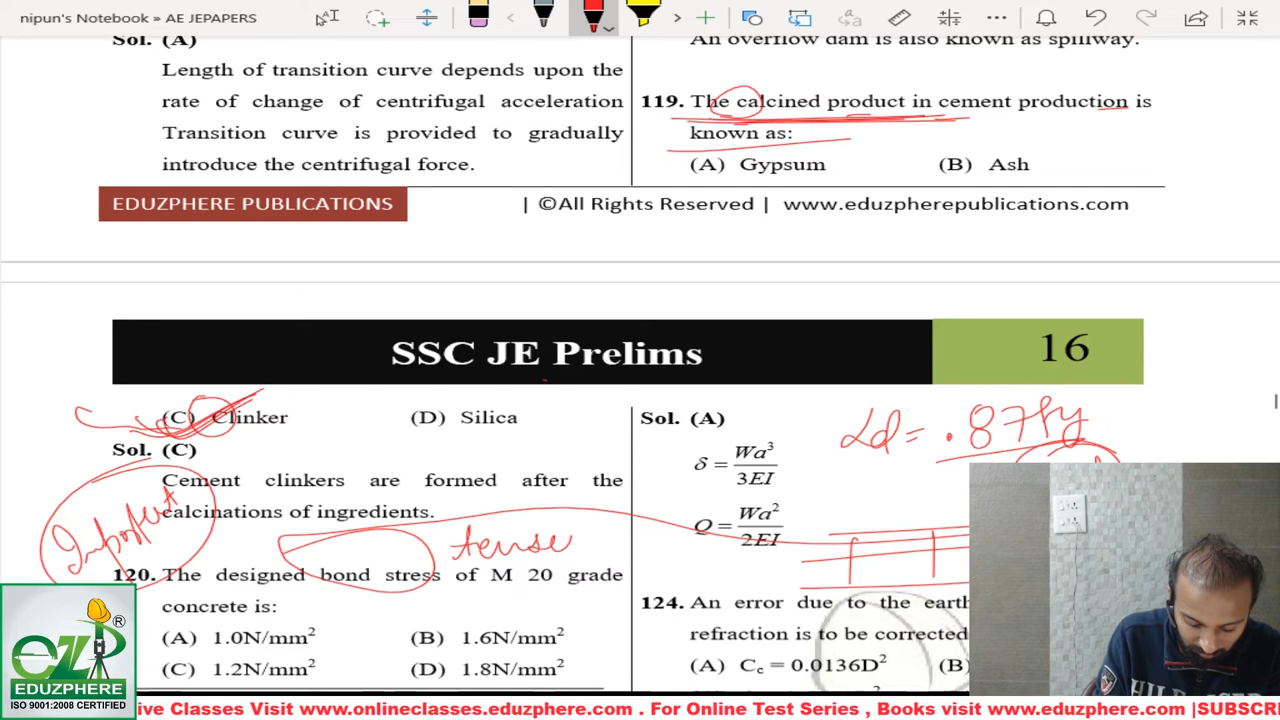 nipun's Notebook » AE JEPAPERS
Sol. (A)
Length of transition curve depends upon the
rate of change of centrifugal acceleration
Transition curve is provided to gradually
introduce the centrifugal force.
An overflow dam is also known as spillway.
119. The calcined product in cement production is
known as:
(A) Gypsum (B) Ash
EDUZPHERE PUBLICATIONS | ©All Rights Reserved | www.eduzpherepublications.com
SSC JE Prelims 16
(C) Clinker (D) Silica
Sol. (C)
Cement clinkers are formed after the
calcinations of ingredients.
Important
tense
120. The designed bond stress of M 20 grade
concrete is:
(A) 1.0N/mm² (B) 1.6N/mm²
(C) 1.2N/mm² (D) 1.8N/mm²
Sol. (A)
Ld = .87fy
δ = Wa³/3EI
Q = Wa²/2EI
124. An error due to the earth
refraction is to be corrected
(A) Cc = 0.0136D² (B)
EZP
®
EDUZPHERE
ISO 9001:2008 CERTIFIED
ive Classes Visit www.onlineclasses.eduzphere.com . For Online Test Series , Books visit www.eduzphere.com |SUBSCR